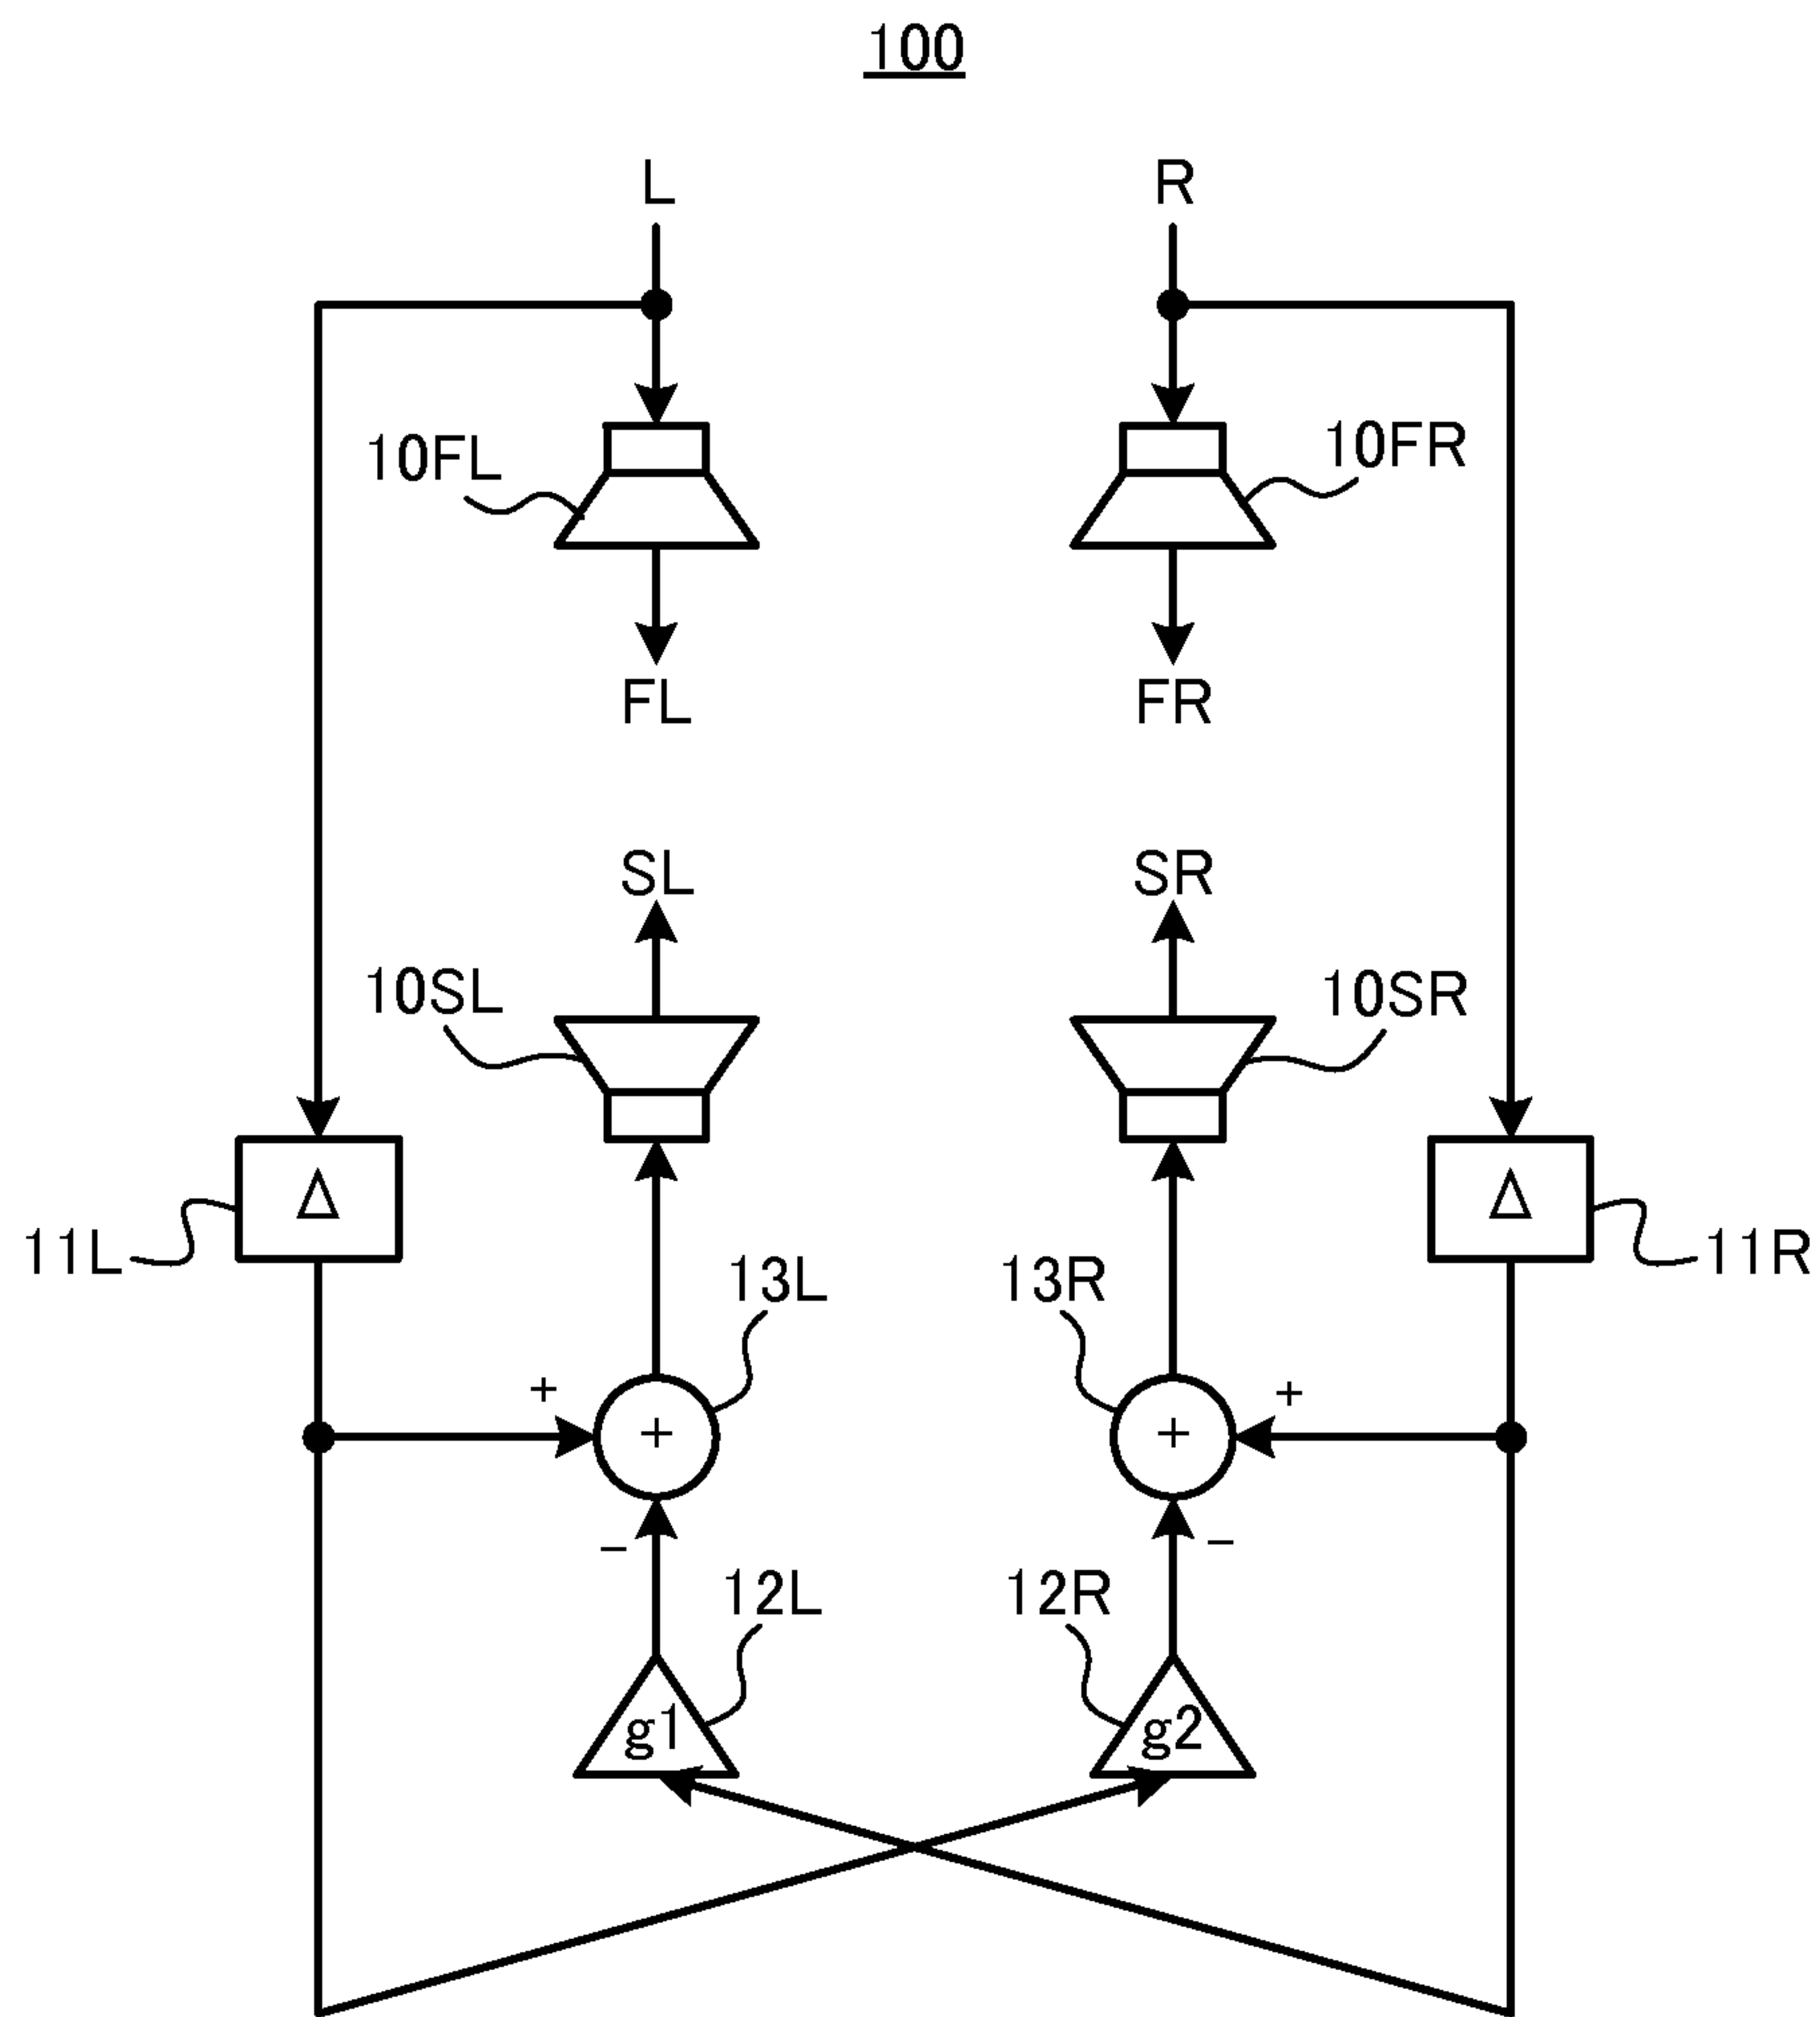 100
L R
10FL 10FR
FL FR
SL SR
10SL 10SR
Δ Δ
11L 11R
13L 13R
+ +
+ +
− −
12L 12R
g1 g2